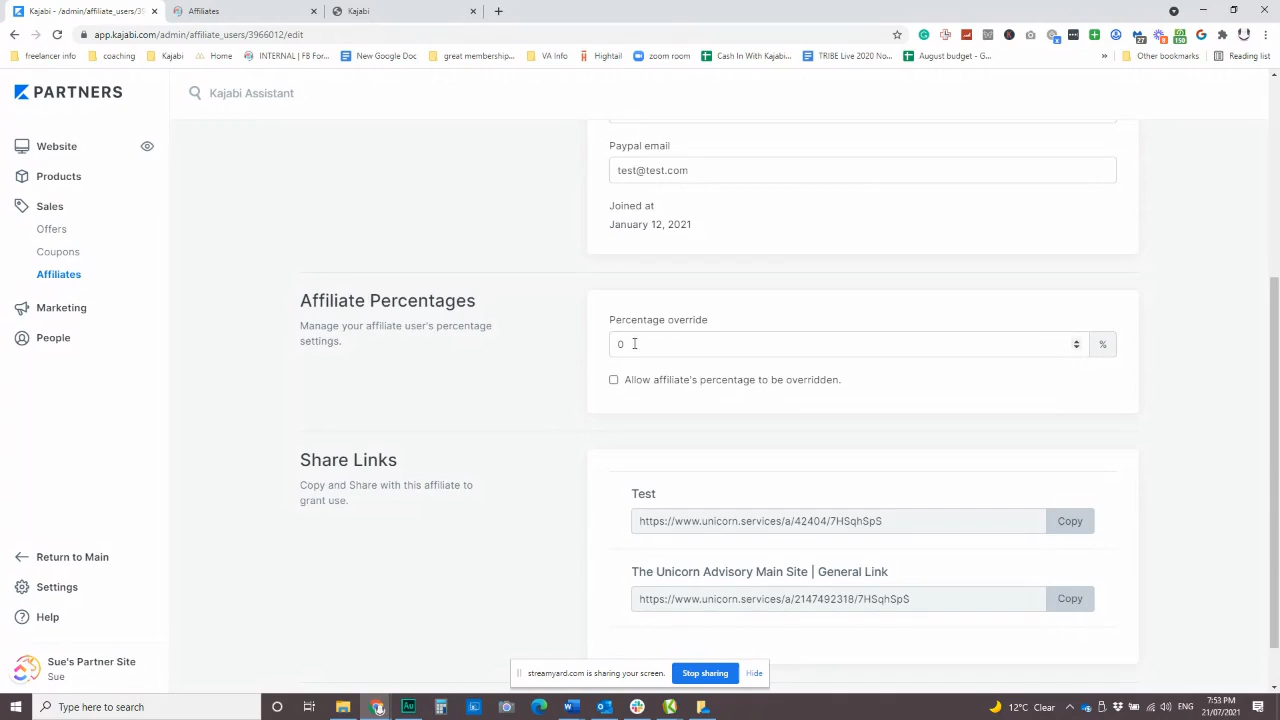 Kajabi - Kajabi - admin/affiliate_users/39
Affiliates
Kajabi
app.kajabi.com/admin/affiliate_users/3966012/edit
freelancer info
coaching
Kajabi
Home
INTERNAL | FB For...
New Google Doc
great membership...
VA Info
Hightail
zoom room
Cash In With Kajabi...
TRIBE Live 2020 No...
August budget - G...
»
Other bookmarks
Reading list
PARTNERS
Kajabi Assistant
Website
Products
Sales
Offers
Coupons
Affiliates
Marketing
People
Return to Main
Settings
Help
Sue's Partner Site
Sue
Paypal email
test@test.com
Joined at
January 12, 2021
Affiliate Percentages
Manage your affiliate user's percentage
settings.
Percentage override
0
%
Allow affiliate's percentage to be overridden.
Share Links
Copy and Share with this affiliate to
grant use.
Test
https://www.unicorn.services/a/42404/7HSqhSpS
Copy
The Unicorn Advisory Main Site | General Link
https://www.unicorn.services/a/2147492318/7HSqhSpS
Copy
streamyard.com is sharing your screen.
Stop sharing
Hide
Type here to search
12°C Clear
ENG
7:53 PM
21/07/2021